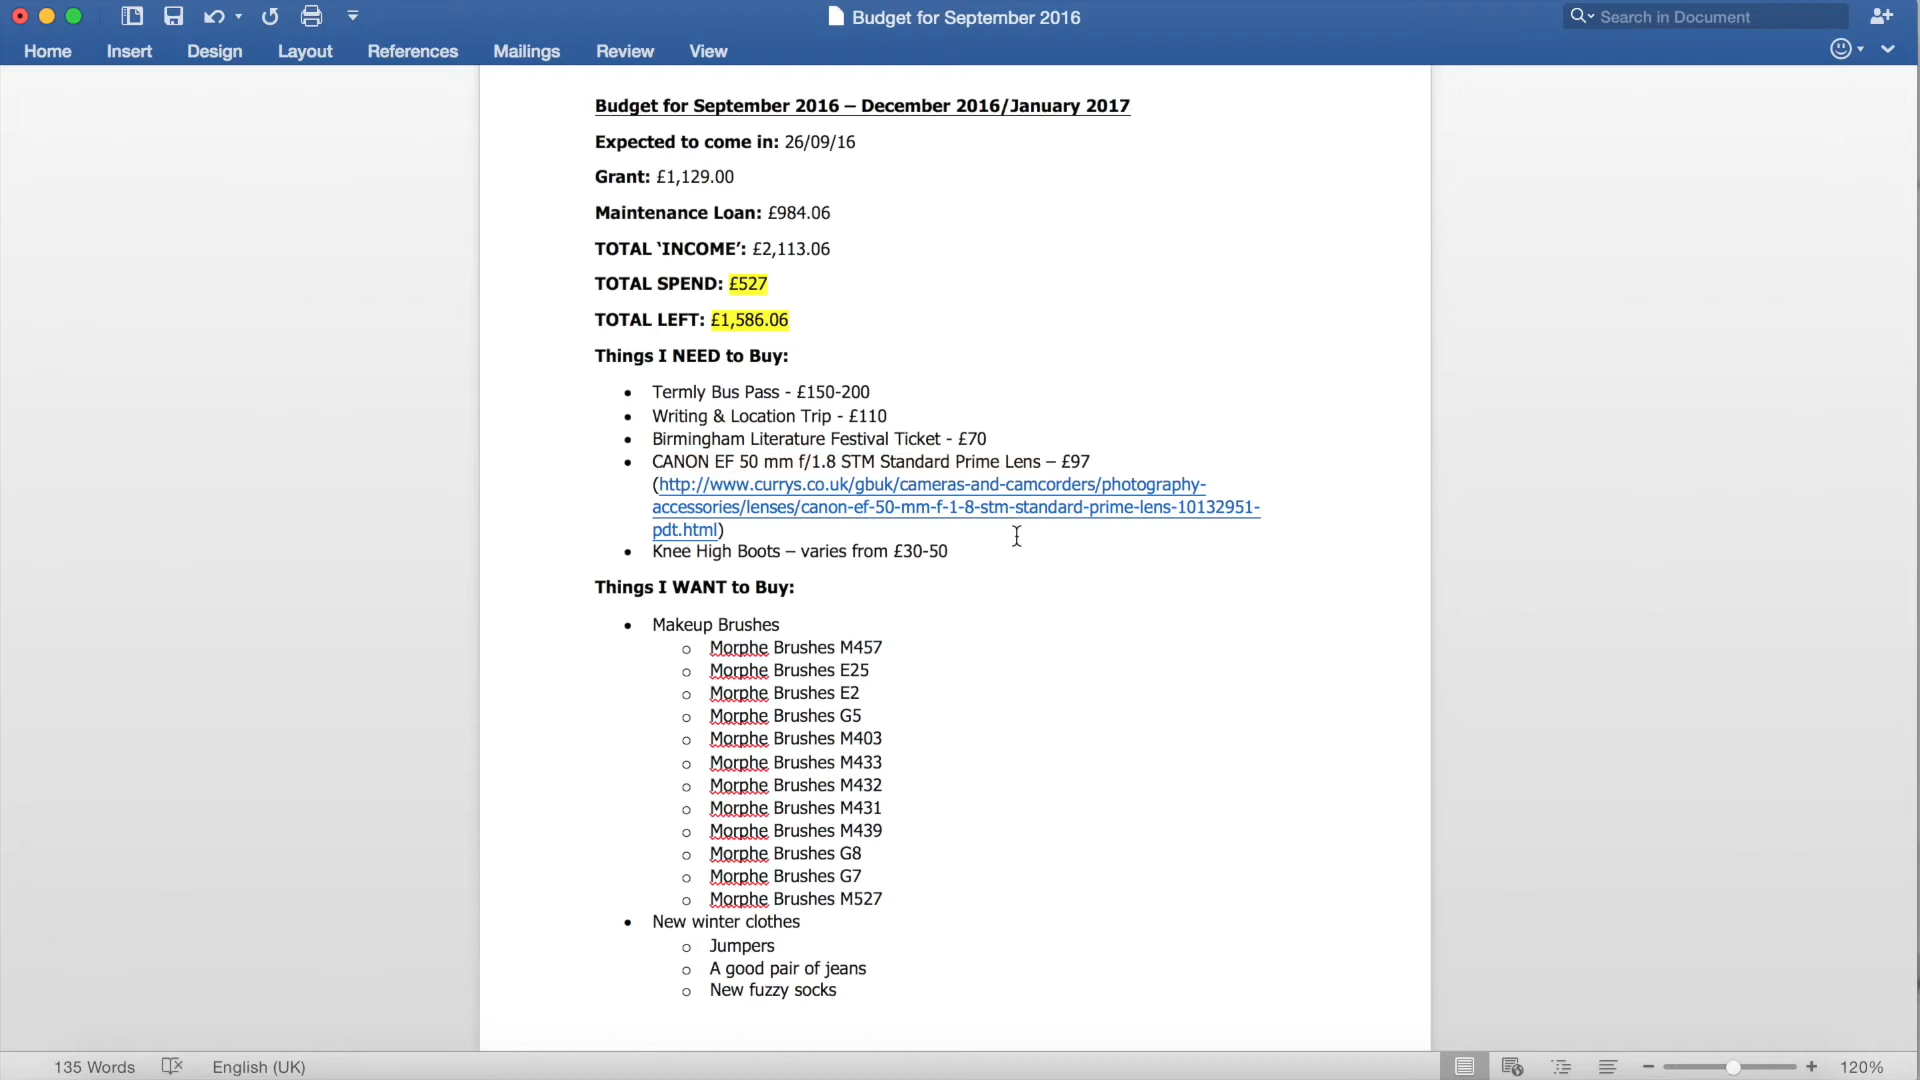 Budget for September 2016
Search in Document
Home Insert Design Layout References Mailings Review View
Budget for September 2016 – December 2016/January 2017
Expected to come in: 26/09/16
Grant: £1,129.00
Maintenance Loan: £984.06
TOTAL ‘INCOME’: £2,113.06
TOTAL SPEND: £527
TOTAL LEFT: £1,586.06
Things I NEED to Buy:
• Termly Bus Pass - £150-200
• Writing & Location Trip - £110
• Birmingham Literature Festival Ticket - £70
• CANON EF 50 mm f/1.8 STM Standard Prime Lens – £97
(http://www.currys.co.uk/gbuk/cameras-and-camcorders/photography-
accessories/lenses/canon-ef-50-mm-f-1-8-stm-standard-prime-lens-10132951-
pdt.html)
• Knee High Boots – varies from £30-50
Things I WANT to Buy:
• Makeup Brushes
o Morphe Brushes M457
o Morphe Brushes E25
o Morphe Brushes E2
o Morphe Brushes G5
o Morphe Brushes M403
o Morphe Brushes M433
o Morphe Brushes M432
o Morphe Brushes M431
o Morphe Brushes M439
o Morphe Brushes G8
o Morphe Brushes G7
o Morphe Brushes M527
• New winter clothes
o Jumpers
o A good pair of jeans
o New fuzzy socks
135 Words English (UK) 120%